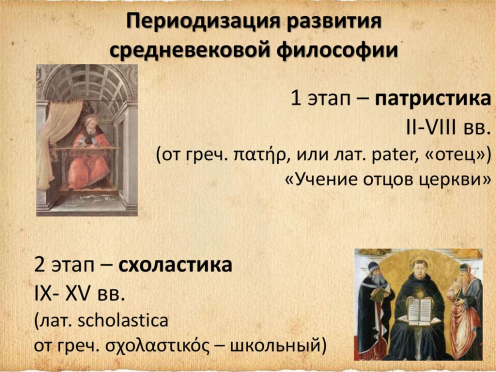 Периодизация развития
средневековой философии
1 этап – патристика
II-VIII вв.
(от греч. πατήρ, или лат. pater, «отец»)
«Учение отцов церкви»
2 этап – схоластика
IX- XV вв.
(лат. scholastica
от греч. σχολαστικός – школьный)